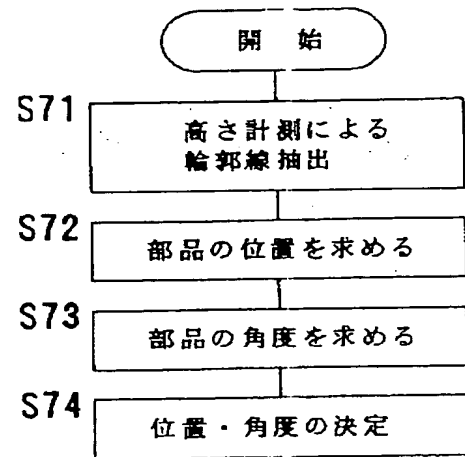 開始
S71
高さ計測による
輪郭線抽出
S72
部品の位置を求める
S73
部品の角度を求める
S74
位置・角度の決定